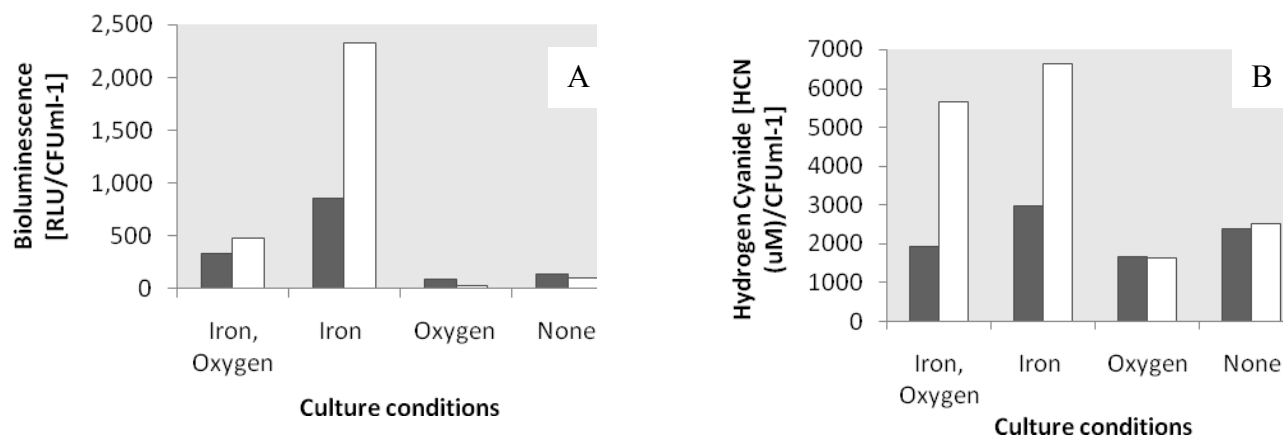 2,500
2,000
1,500
1,000
500
0
Bioluminescence
[RLU/CFUml-1]
A
Iron,
Oxygen
Iron
Oxygen
None
Culture conditions
7000
6000
5000
4000
3000
2000
1000
0
Hydrogen Cyanide [HCN
(uM)/CFUml-1]
B
Iron,
Oxygen
Iron
Oxygen
None
Culture conditions